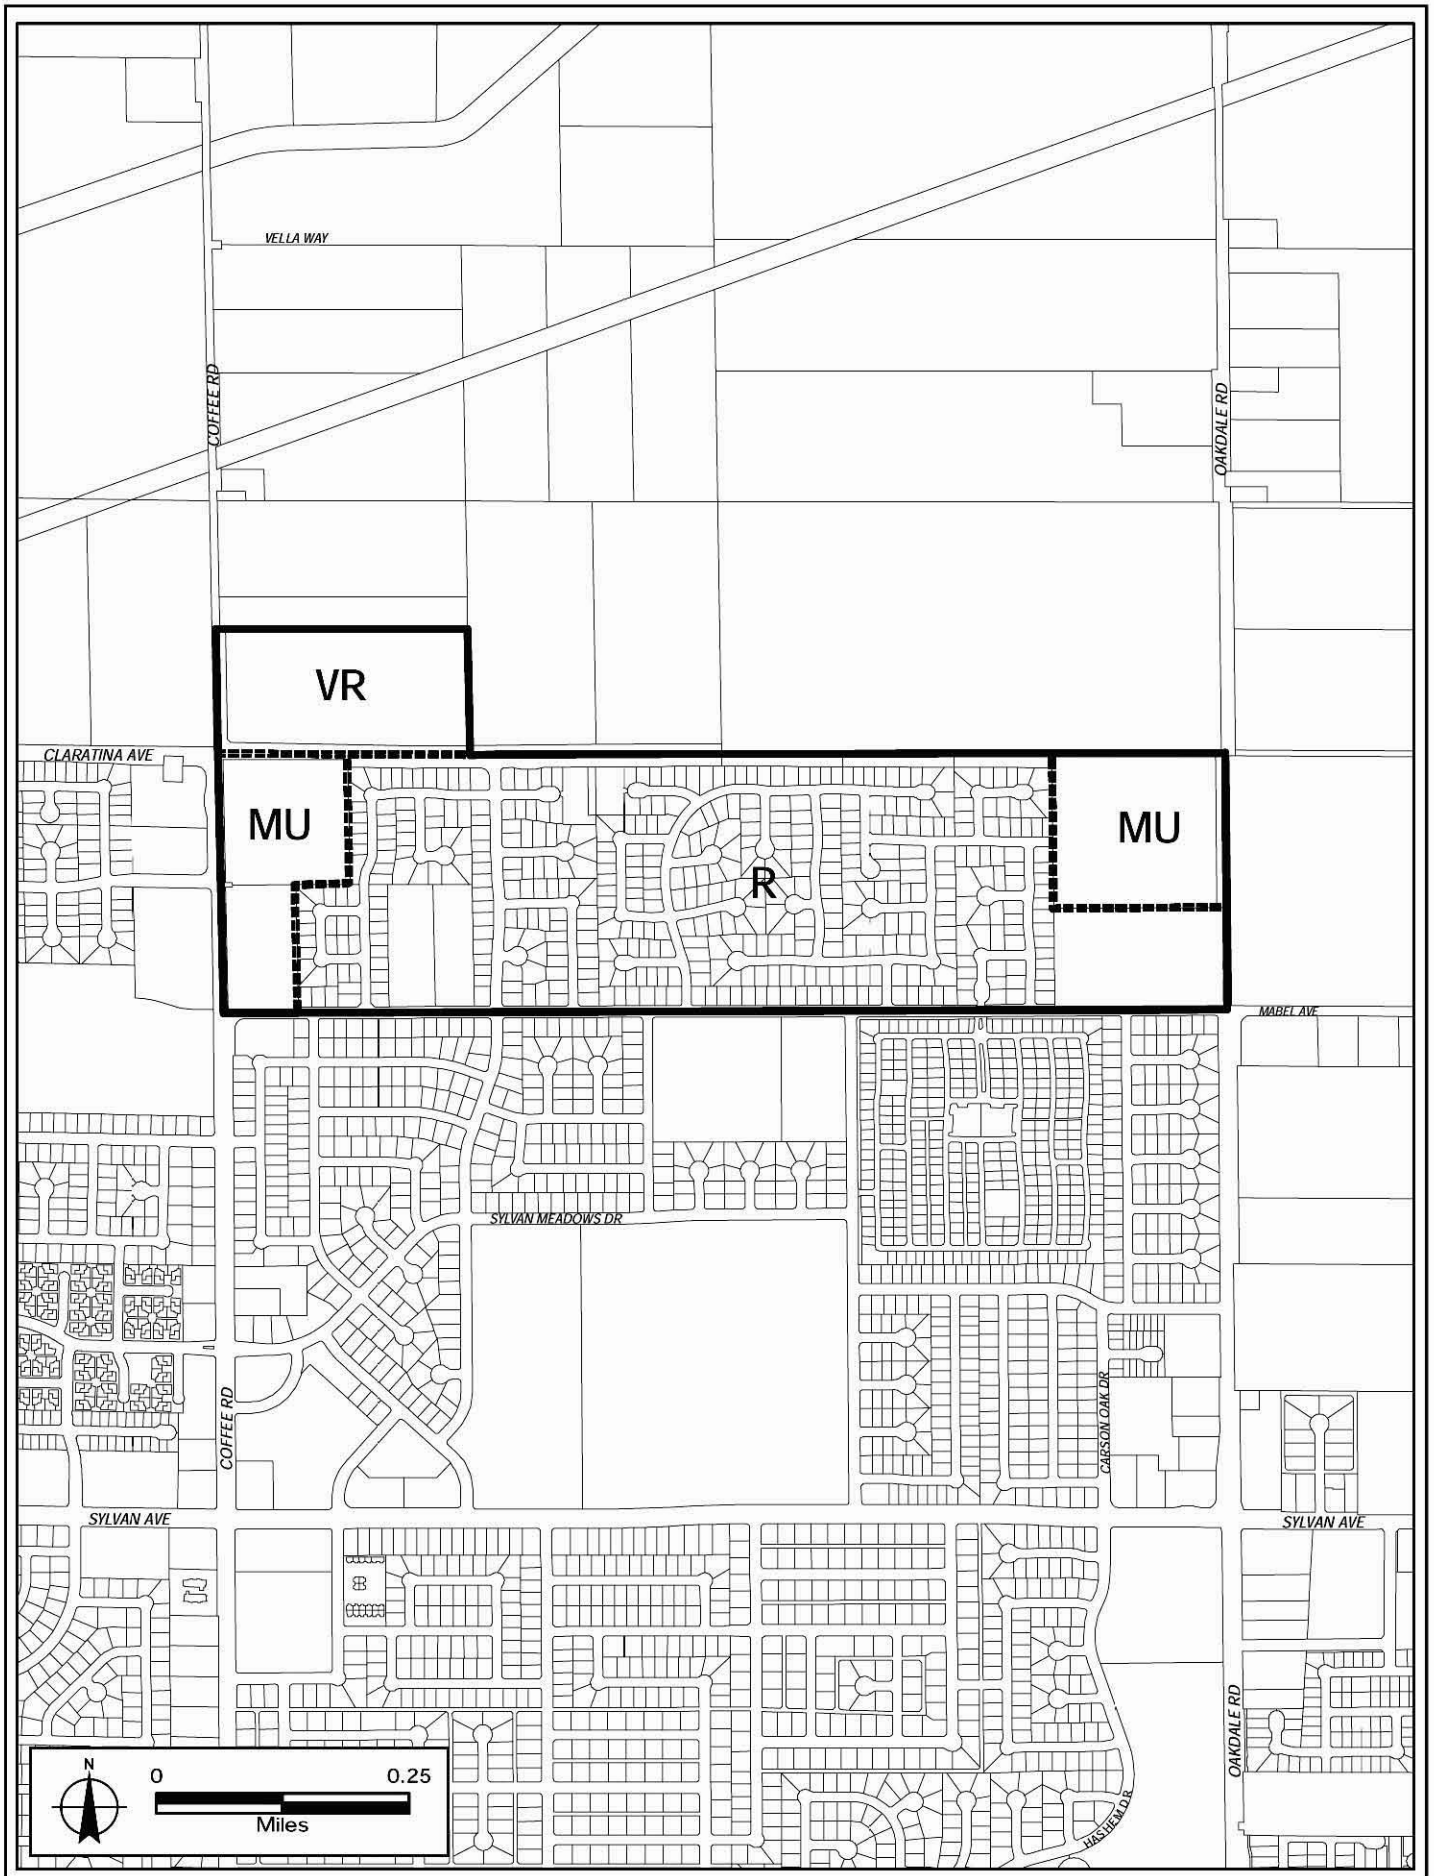 VELLA WAY
COFFEE RD
OAKDALE RD
VR
CLARATINA AVE
MU
MU
R
MABEL AVE
SYLVAN MEADOWS DR
COFFEE RD
CARSON OAK DR
SYLVAN AVE
SYLVAN AVE
OAKDALE RD
HASHEM DR
N
0 0.25
Miles